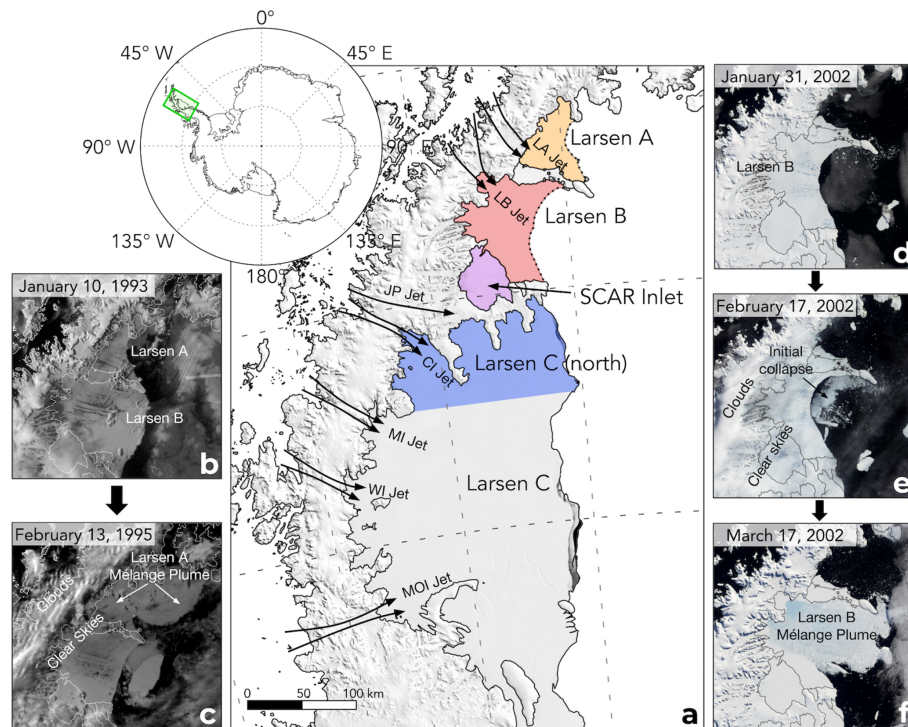 0°
45° W
45° E
90° W
90° E
135° W
135° E
180°
Larsen A
LA Jet
Larsen B
LB Jet
SCAR Inlet
JP Jet
Larsen C (north)
CI Jet
MI Jet
Larsen C
WI Jet
MOI Jet
0
50
100 km
a
January 10, 1993
Larsen A
Larsen B
b
February 13, 1995
Larsen A
Mélange Plume
Clouds
Clear Skies
c
January 31, 2002
Larsen B
d
February 17, 2002
Initial
collapse
Clouds
Clear skies
e
March 17, 2002
Larsen B
Mélange Plume
f